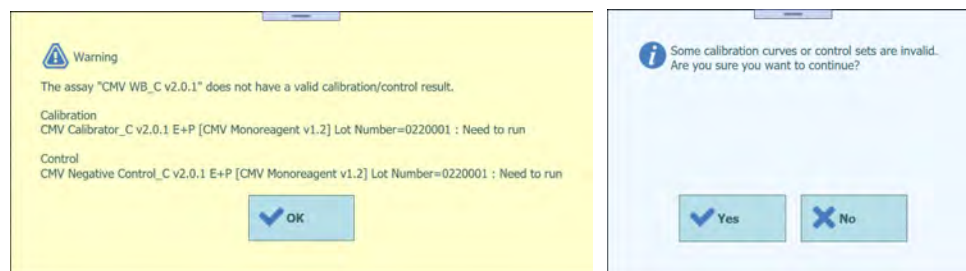 Warning
The assay "CMV WB_C v2.0.1" does not have a valid calibration/control result.
Calibration
CMV Calibrator_C v2.0.1 E+P [CMV Monoreagent v1.2] Lot Number=0220001 : Need to run
Control
CMV Negative Control_C v2.0.1 E+P [CMV Monoreagent v1.2] Lot Number=0220001 : Need to run
OK
Some calibration curves or control sets are invalid.
Are you sure you want to continue?
Yes
No